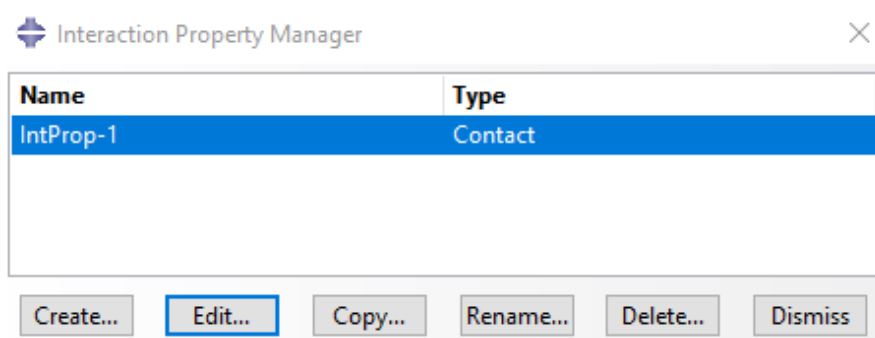 Interaction Property Manager
Name Type
IntProp-1 Contact
Create... Edit... Copy... Rename... Delete... Dismiss